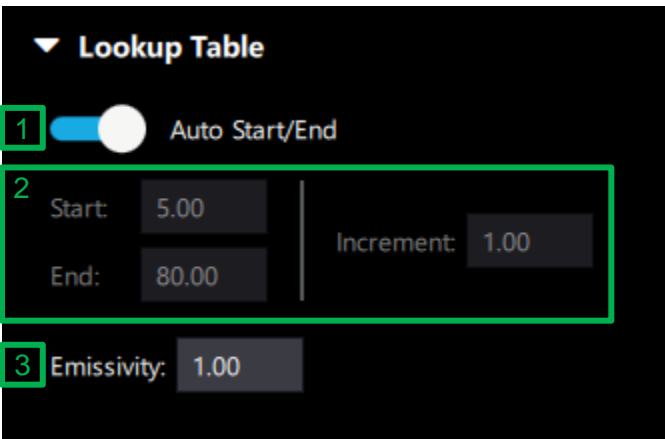 Lookup Table
1 Auto Start/End
2
Start: 5.00
Increment: 1.00
End: 80.00
3 Emissivity: 1.00